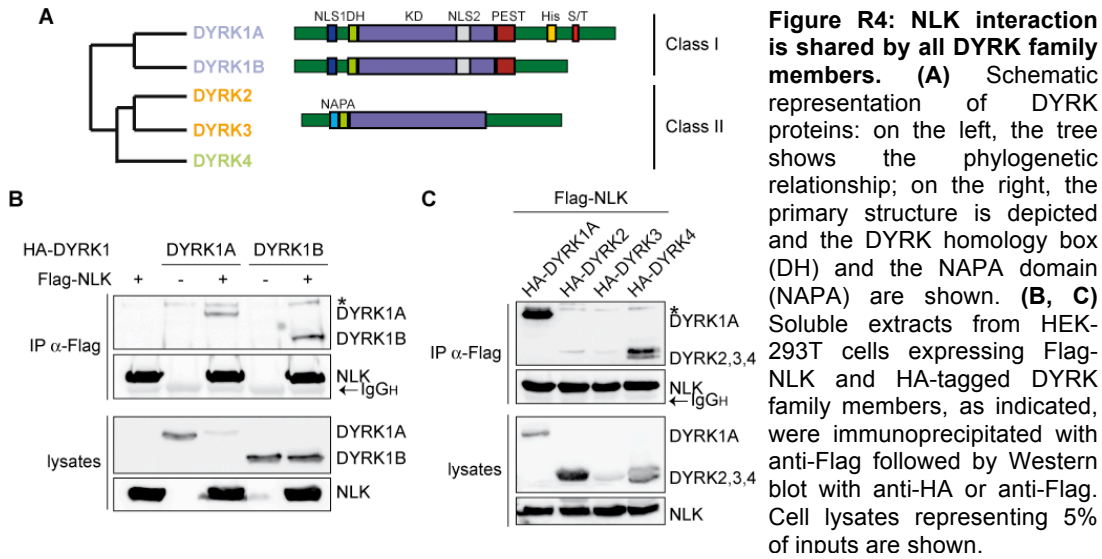 A
NLS1DH KD NLS2 PEST His S/T
DYRK1A
DYRK1B
Class I
DYRK2
NAPA
DYRK3
DYRK4
Class II
B
HA-DYRK1 DYRK1A DYRK1B
Flag-NLK + - + - +
IP α-Flag
*
DYRK1A
DYRK1B
NLK
←IgGH
lysates
DYRK1A
DYRK1B
NLK
C
Flag-NLK
HA-DYRK1A
HA-DYRK2
HA-DYRK3
HA-DYRK4
IP α-Flag
*
DYRK1A
DYRK2,3,4
NLK
←IgGH
lysates
DYRK1A
DYRK2,3,4
NLK
Figure R4: NLK interaction
is shared by all DYRK family
members. (A) Schematic
representation of DYRK
proteins: on the left, the tree
shows the phylogenetic
relationship; on the right, the
primary structure is depicted
and the DYRK homology box
(DH) and the NAPA domain
(NAPA) are shown. (B, C)
Soluble extracts from HEK-
293T cells expressing Flag-
NLK and HA-tagged DYRK
family members, as indicated,
were immunoprecipitated with
anti-Flag followed by Western
blot with anti-HA or anti-Flag.
Cell lysates representing 5%
of inputs are shown.